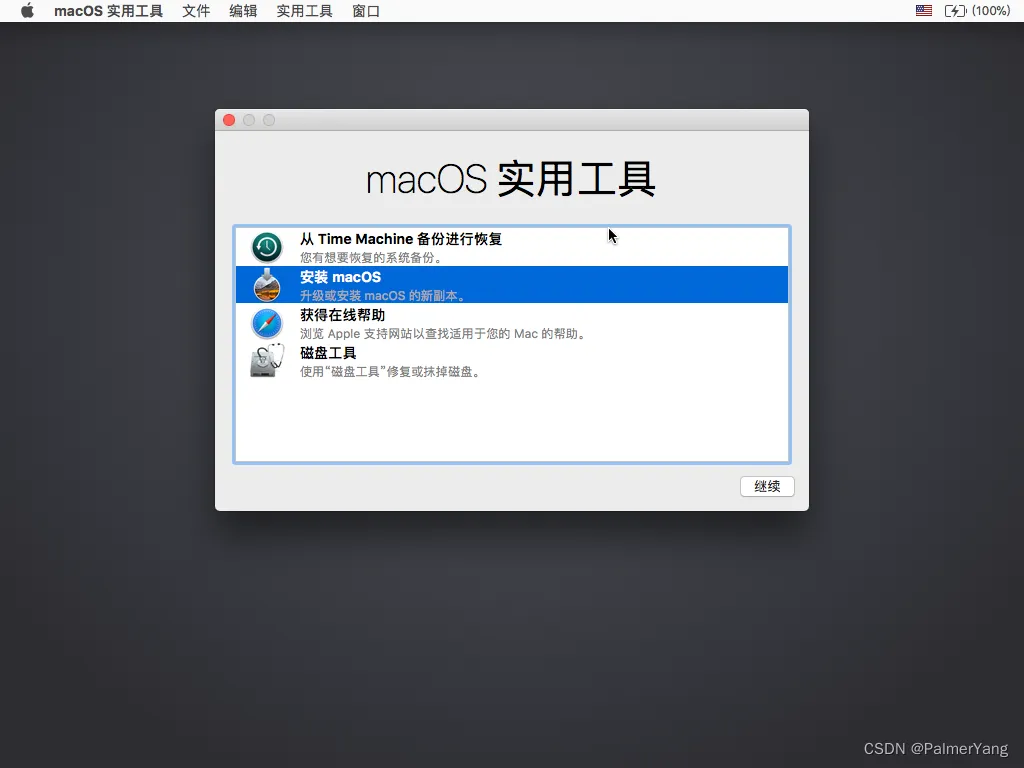 macOS 实用工具 文件 编辑 实用工具 窗口 (100%)
macOS 实用工具
从 Time Machine 备份进行恢复
您有想要恢复的系统备份。
安装 macOS
升级或安装 macOS 的新副本。
获得在线帮助
浏览 Apple 支持网站以查找适用于您的 Mac 的帮助。
磁盘工具
使用“磁盘工具”修复或抹掉磁盘。
继续
CSDN @PalmerYang